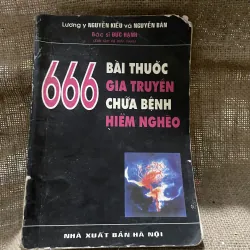 Lương y NGUYỄN KIỀU và NGUYỄN BÁN
Bác sĩ ĐỨC HẠNH
666
BÀI THUỐC
GIA TRUYỀN
CHỮA BỆNH
HIỂM NGHÈO
NHÀ XUẤT BẢN HÀ NỘI